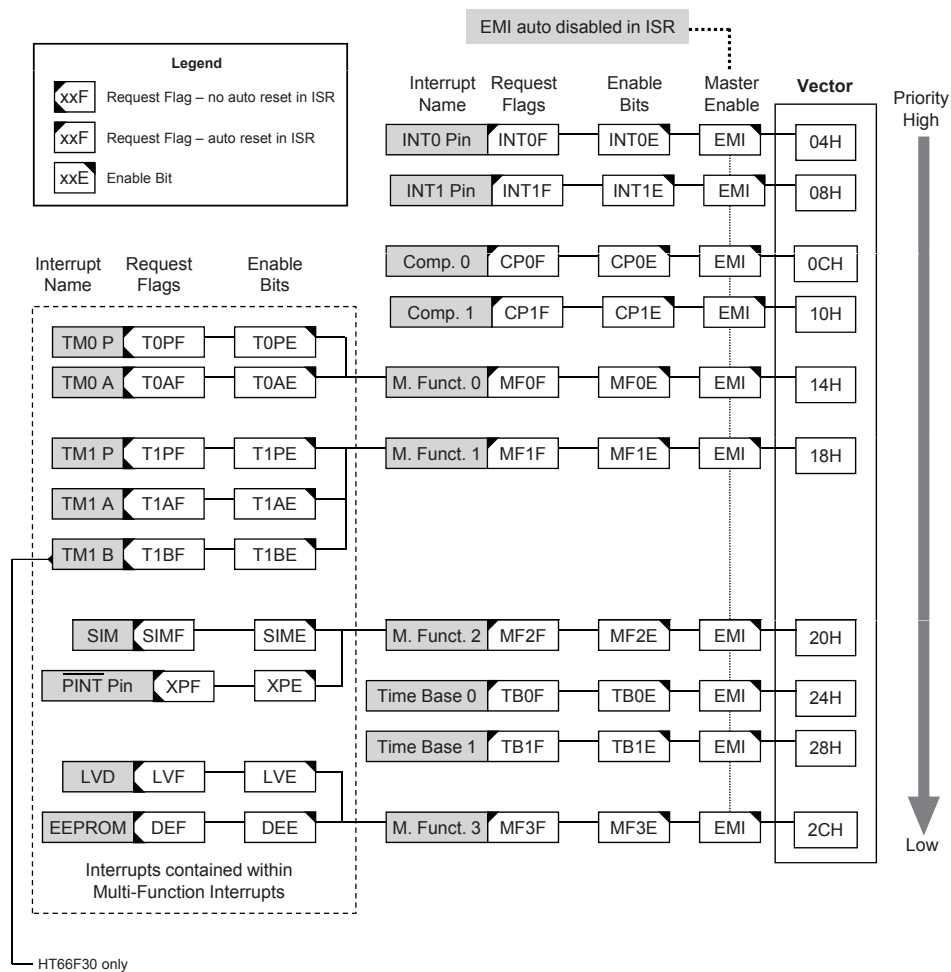 EMI auto disabled in ISR
Legend
xxF Request Flag – no auto reset in ISR
xxF Request Flag – auto reset in ISR
xxE Enable Bit
Interrupt Name Request Flags Enable Bits Master Enable Vector
Priority High
INT0 Pin INT0F INT0E EMI 04H
INT1 Pin INT1F INT1E EMI 08H
Comp. 0 CP0F CP0E EMI 0CH
Comp. 1 CP1F CP1E EMI 10H
Interrupt Name Request Flags Enable Bits
TM0 P T0PF T0PE
TM0 A T0AF T0AE M. Funct. 0 MF0F MF0E EMI 14H
TM1 P T1PF T1PE M. Funct. 1 MF1F MF1E EMI 18H
TM1 A T1AF T1AE
TM1 B T1BF T1BE
SIM SIMF SIME M. Funct. 2 MF2F MF2E EMI 20H
PINT Pin XPF XPE
Time Base 0 TB0F TB0E EMI 24H
Time Base 1 TB1F TB1E EMI 28H
LVD LVF LVE
EEPROM DEF DEE M. Funct. 3 MF3F MF3E EMI 2CH
Low
Interrupts contained within
Multi-Function Interrupts
HT66F30 only